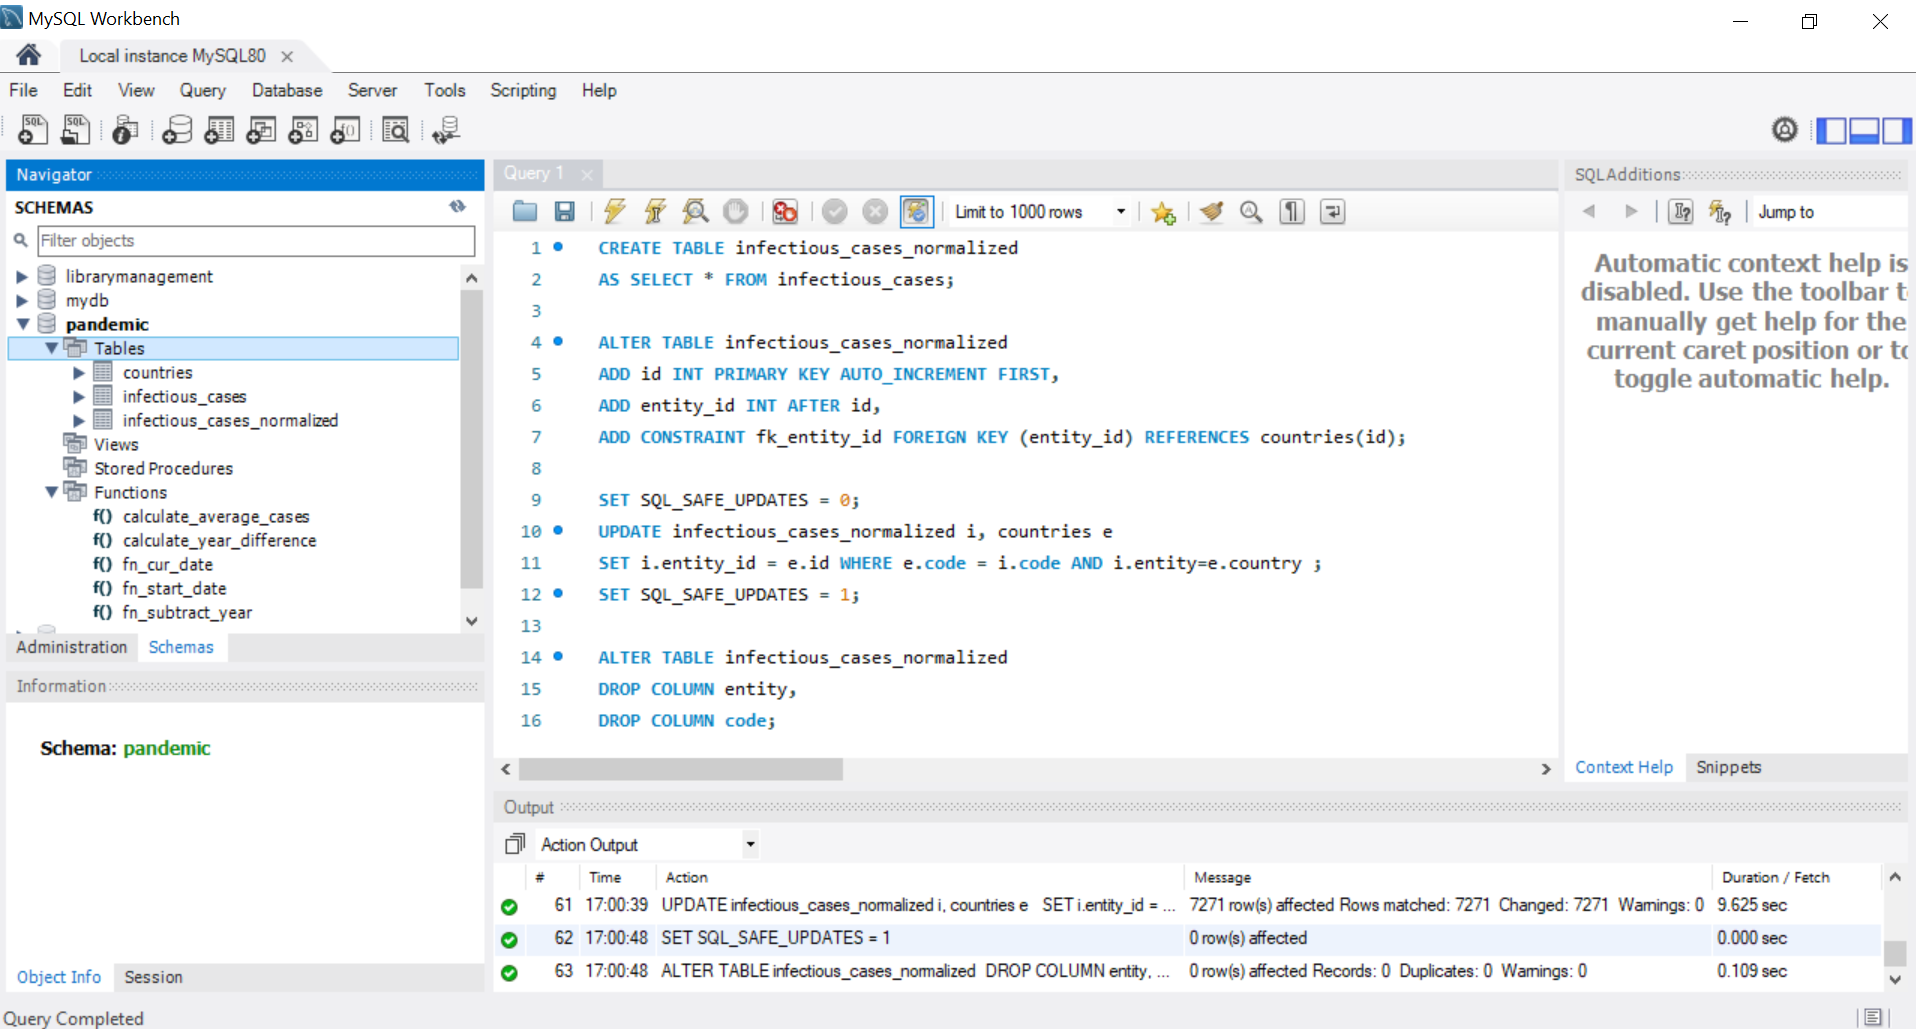 MySQL Workbench
Local instance MySQL80
File Edit View Query Database Server Tools Scripting Help
Navigator
SCHEMAS
Filter objects
librarymanagement
mydb
pandemic
Tables
countries
infectious_cases
infectious_cases_normalized
Views
Stored Procedures
Functions
f() calculate_average_cases
f() calculate_year_difference
f() fn_cur_date
f() fn_start_date
f() fn_subtract_year
Administration Schemas
Information
Schema: pandemic
Object Info Session
Query 1
Limit to 1000 rows
1 CREATE TABLE infectious_cases_normalized
2 AS SELECT * FROM infectious_cases;
3
4 ALTER TABLE infectious_cases_normalized
5 ADD id INT PRIMARY KEY AUTO_INCREMENT FIRST,
6 ADD entity_id INT AFTER id,
7 ADD CONSTRAINT fk_entity_id FOREIGN KEY (entity_id) REFERENCES countries(id);
8
9 SET SQL_SAFE_UPDATES = 0;
10 UPDATE infectious_cases_normalized i, countries e
11 SET i.entity_id = e.id WHERE e.code = i.code AND i.entity=e.country ;
12 SET SQL_SAFE_UPDATES = 1;
13
14 ALTER TABLE infectious_cases_normalized
15 DROP COLUMN entity,
16 DROP COLUMN code;
SQLAdditions
Jump to
Automatic context help is
disabled. Use the toolbar t
manually get help for the
current caret position or to
toggle automatic help.
Context Help Snippets
Output
Action Output
# Time Action Message Duration / Fetch
61 17:00:39 UPDATE infectious_cases_normalized i, countries e SET i.entity_id = ... 7271 row(s) affected Rows matched: 7271 Changed: 7271 Warnings: 0 9.625 sec
62 17:00:48 SET SQL_SAFE_UPDATES = 1 0 row(s) affected 0.000 sec
63 17:00:48 ALTER TABLE infectious_cases_normalized DROP COLUMN entity, ... 0 row(s) affected Records: 0 Duplicates: 0 Warnings: 0 0.109 sec
Query Completed